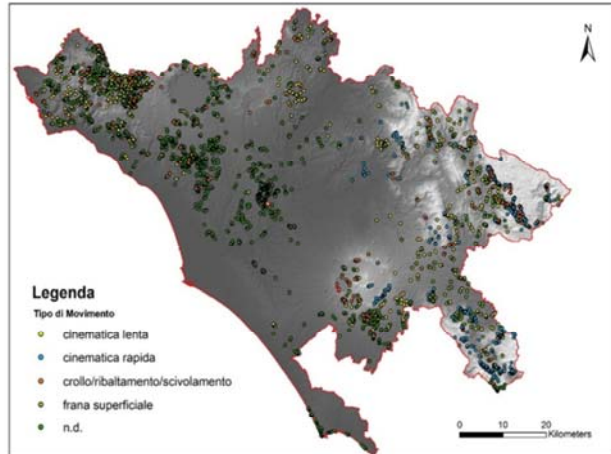 N
Legenda
Tipo di Movimento
cinematica lenta
cinematica rapida
crollo/ribaltamento/scivolamento
frana superficiale
n.d.
0 10 20
Kilometers